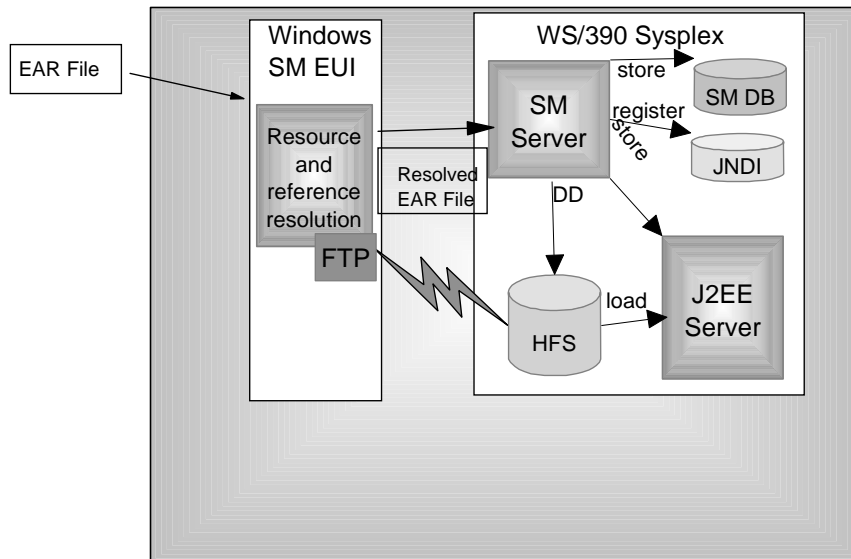 EAR File
Windows
SM EUI
Resource
and
reference
resolution
FTP
Resolved
EAR File
WS/390 Sysplex
SM
Server
store
SM DB
register
JNDI
store
DD
HFS
load
J2EE
Server